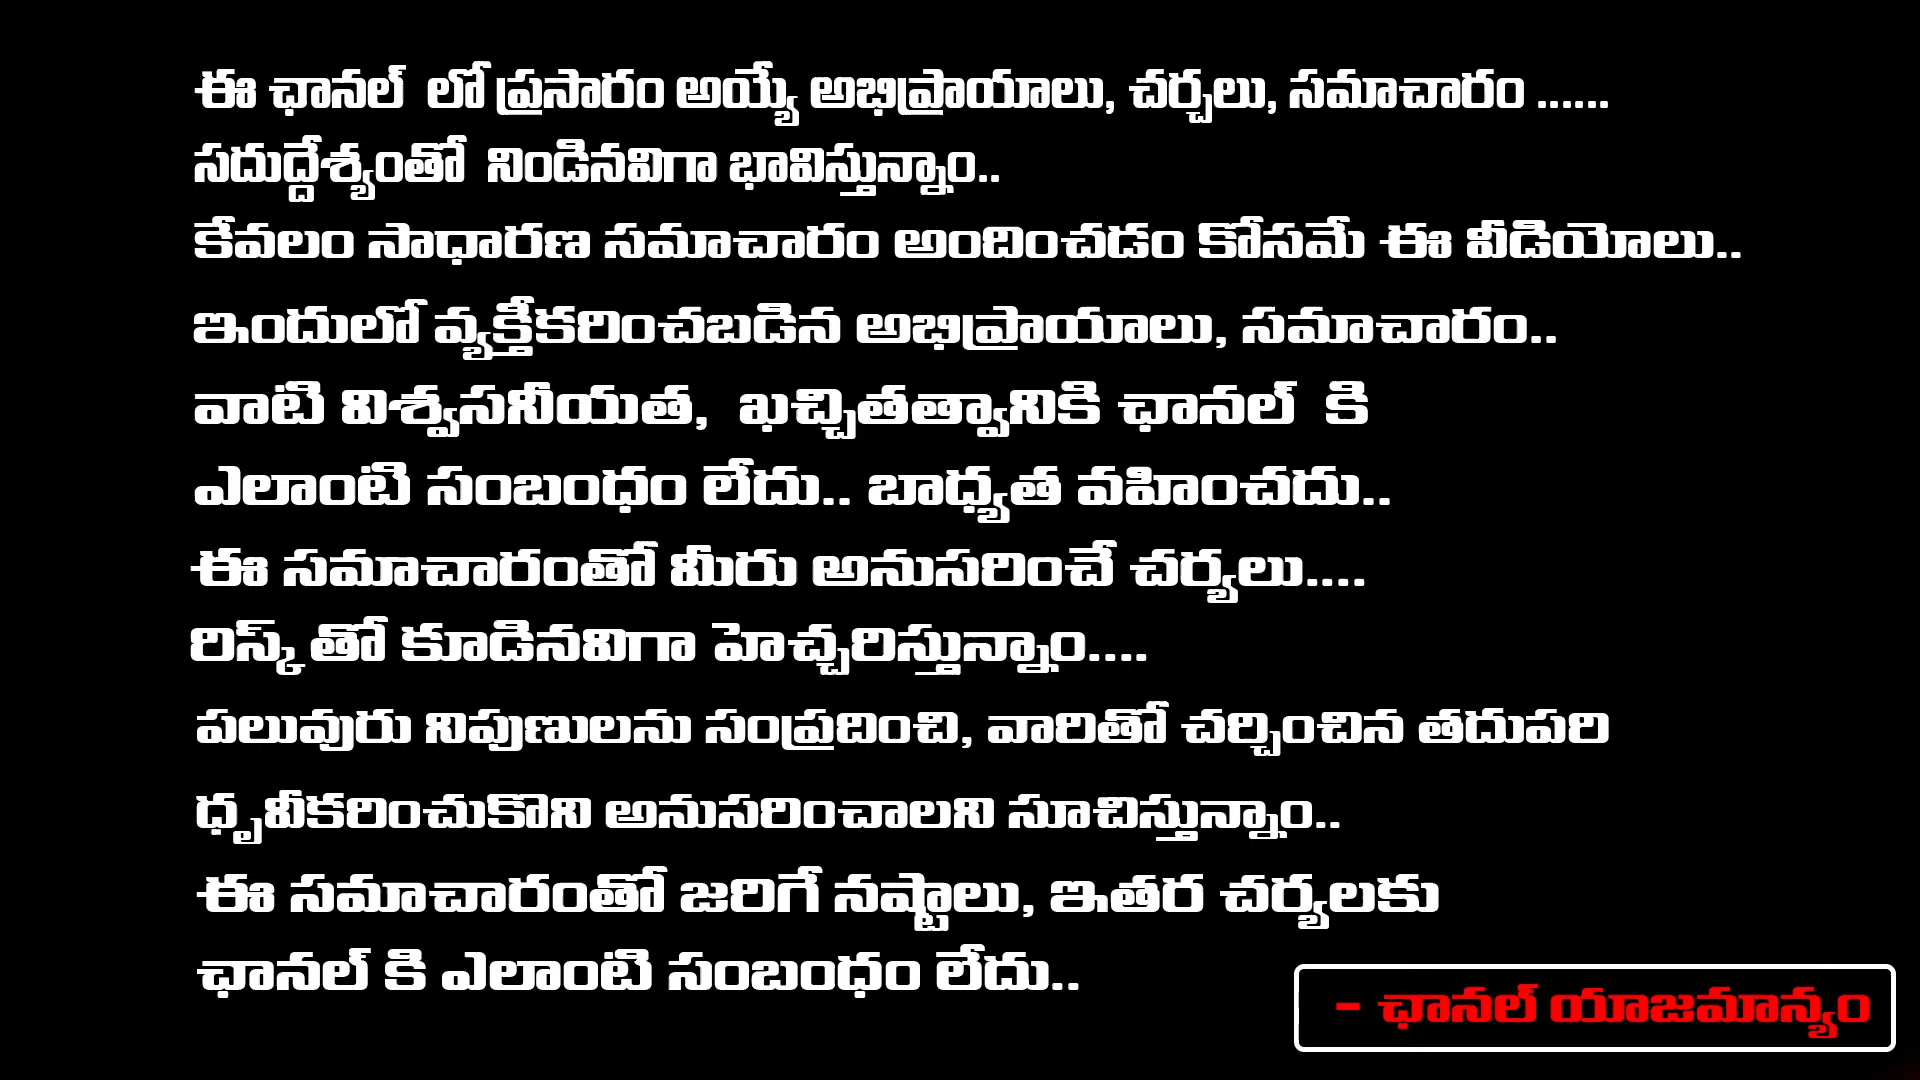 ఈ ఛానల్ లో ప్రసారం అయ్యే అభిప్రాయాలు, చర్చలు, సమాచారం ......
సదుద్దేశ్యంతో నిండినవిగా భావిస్తున్నాం..
కేవలం సాధారణ సమాచారం అందించడం కోసమే ఈ వీడియోలు..
ఇందులో వ్యక్తీకరించబడిన అభిప్రాయాలు, సమాచారం..
వాటి విశ్వసనీయత, ఖచ్చితత్వానికి ఛానల్ కి
ఎలాంటి సంబంధం లేదు.. బాధ్యత వహించదు..
ఈ సమాచారంతో మీరు అనుసరించే చర్యలు....
రిస్క్ తో కూడినవిగా హెచ్చరిస్తున్నాం....
పలువురు నిపుణులను సంప్రదించి, వారితో చర్చించిన తదుపరి
ధృవీకరించుకొని అనుసరించాలని సూచిస్తున్నాం..
ఈ సమాచారంతో జరిగే నష్టాలు, ఇతర చర్యలకు
ఛానల్ కి ఎలాంటి సంబంధం లేదు..
- ఛానల్ యాజమాన్యం